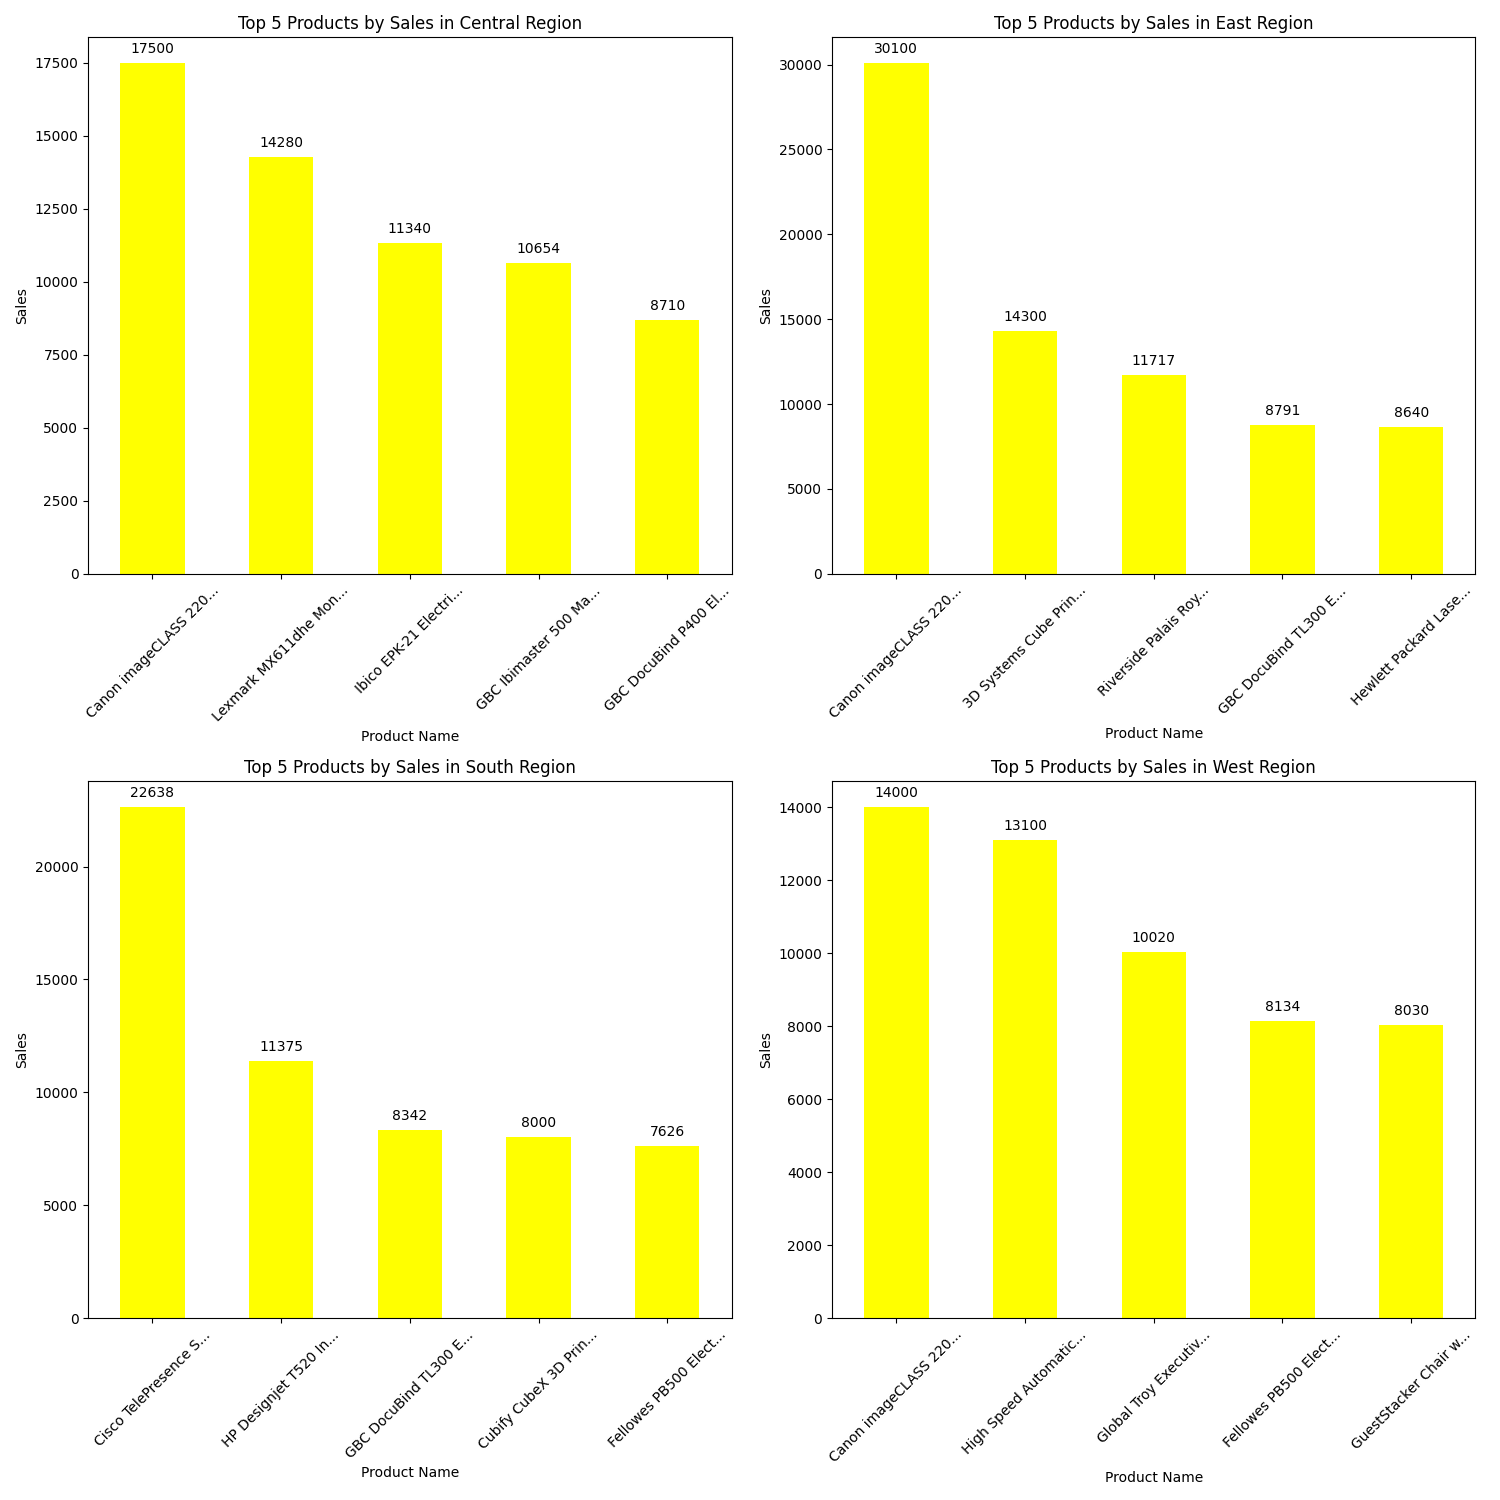 Top 5 Products by Sales in Central Region
17500
14280
11340
10654
8710
17500
15000
12500
10000
7500
5000
2500
0
Sales
Canon imageCLASS 220...
Lexmark MX611dhe Mon...
Ibico EPK-21 Electri...
GBC Ibimaster 500 Ma...
GBC DocuBind P400 El...
Product Name
Top 5 Products by Sales in East Region
30100
14300
11717
8791
8640
30000
25000
20000
15000
10000
5000
0
Sales
Canon imageCLASS 220...
3D Systems Cube Prin...
Riverside Palais Roy...
GBC DocuBind TL300 E...
Hewlett Packard Lase...
Product Name
Top 5 Products by Sales in South Region
22638
11375
8342
8000
7626
20000
15000
10000
5000
0
Sales
Cisco TelePresence S...
HP Designjet T520 In...
GBC DocuBind TL300 E...
Cubify CubeX 3D Prin...
Fellowes PB500 Elect...
Product Name
Top 5 Products by Sales in West Region
14000
13100
10020
8134
8030
14000
12000
10000
8000
6000
4000
2000
0
Sales
Canon imageCLASS 220...
High Speed Automatic...
Global Troy Executiv...
Fellowes PB500 Elect...
GuestStacker Chair w...
Product Name